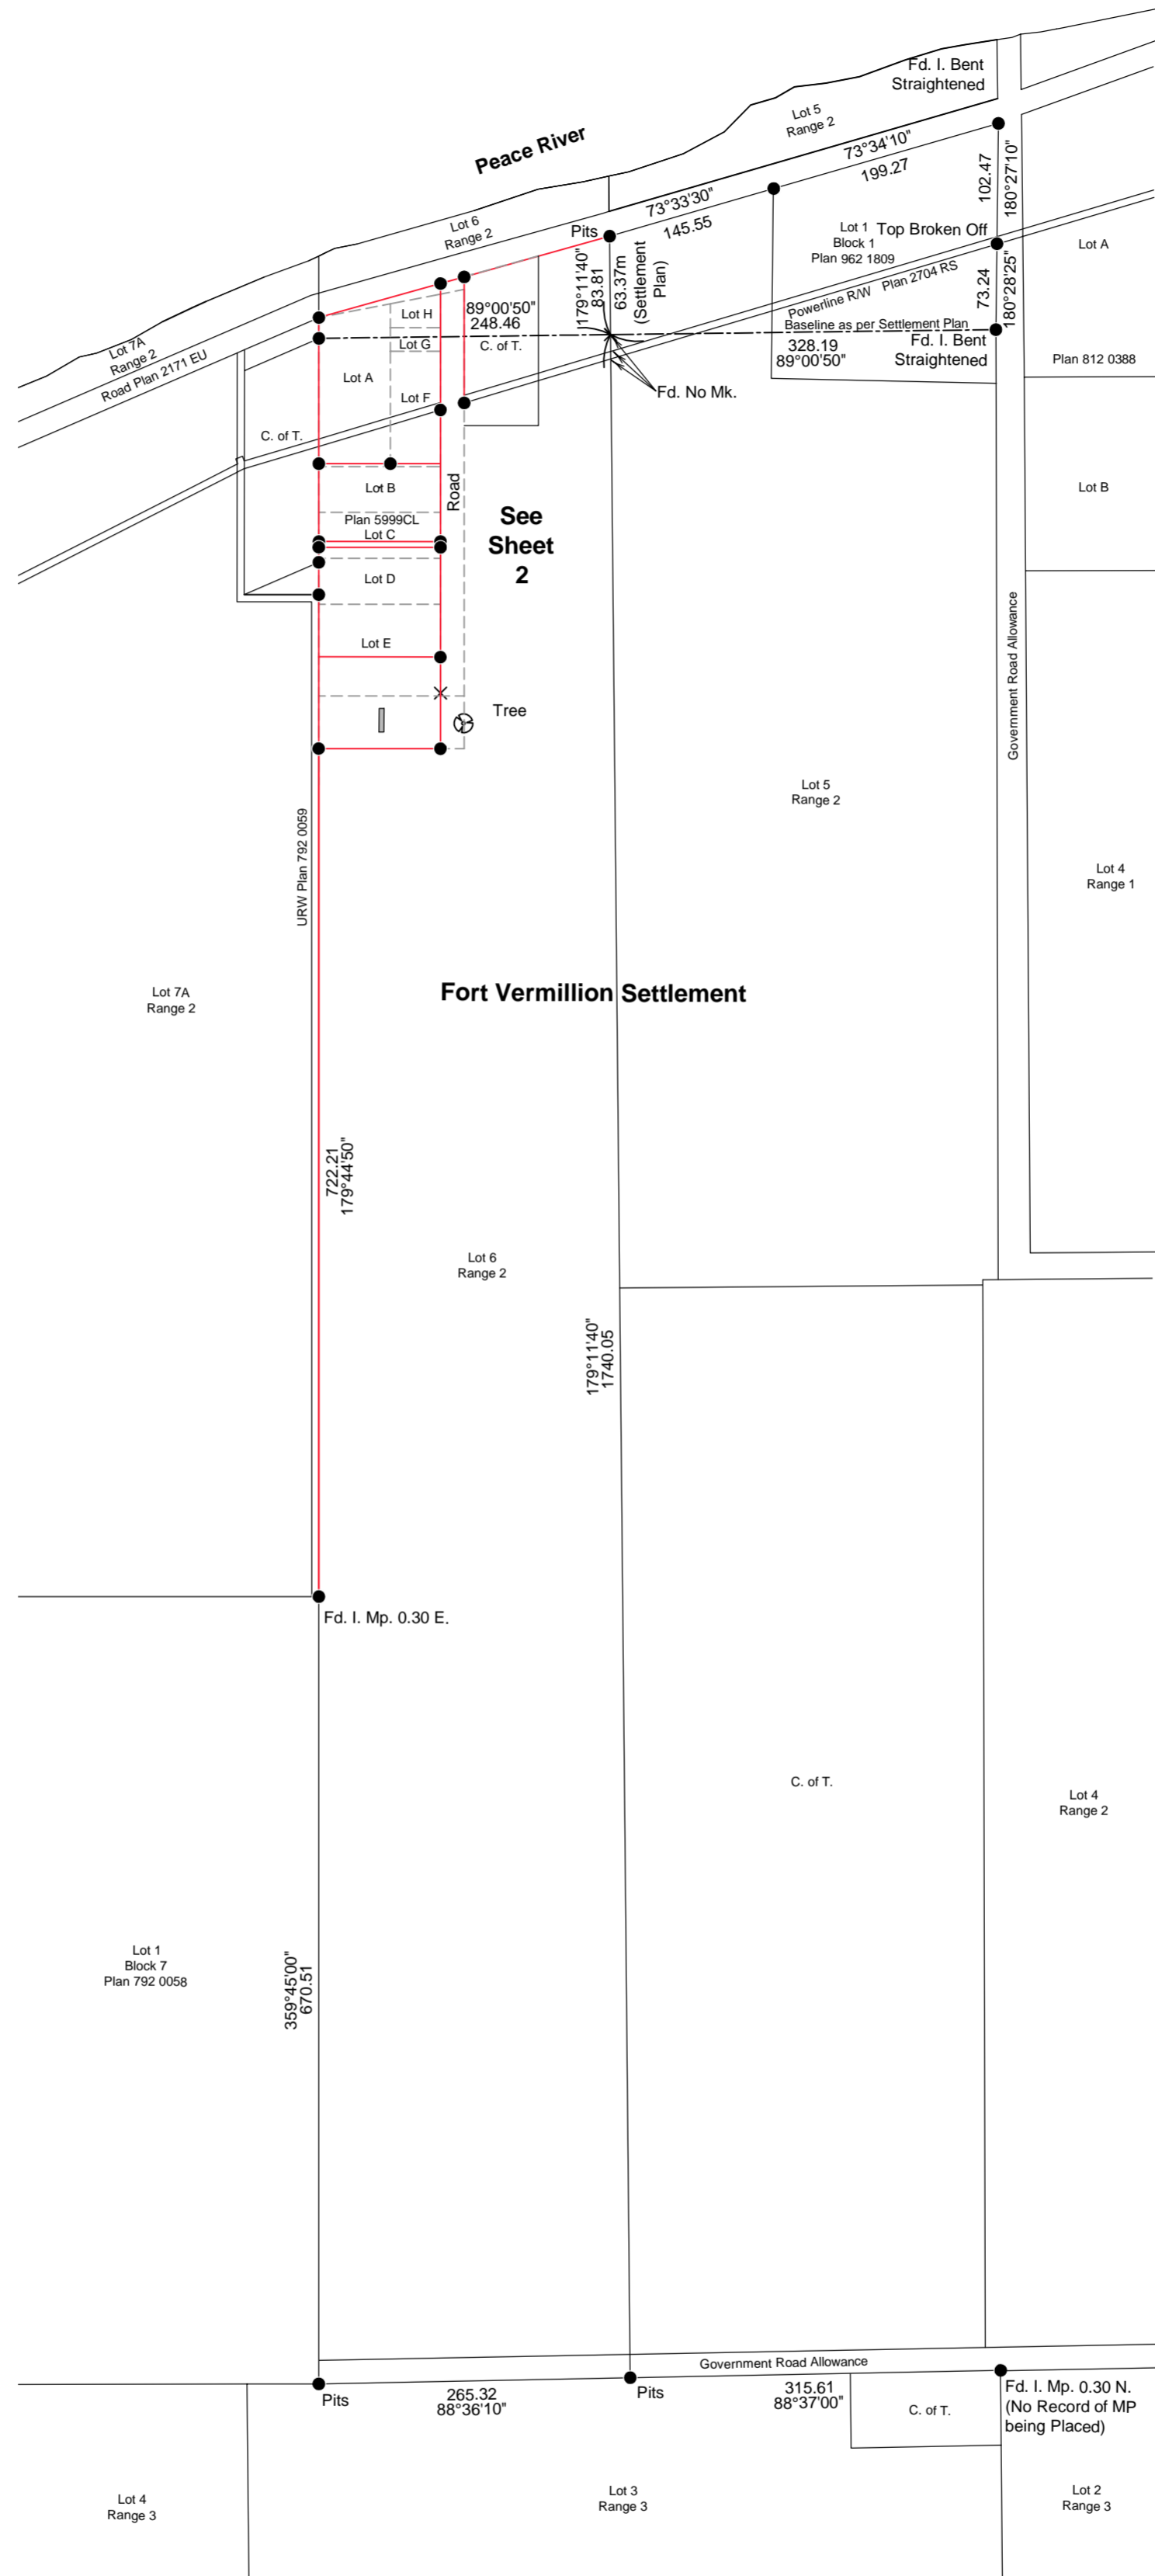 Fd. I. Bent
Straightened
Peace River
Lot 5
Range 2
73°34'10"
199.27
102.47
180°27'10"
Lot 6
Range 2
73°33'30"
145.55
Pits
Lot 1
Block 1
Plan 962 1809
Top Broken Off
Lot A
179°11'40"
83.81
63.37m
(Settlement
Plan)
Powerline R/W Plan 2704 RS
73.24
180°28'25"
Lot H
89°00'50"
248.46
Baseline as per Settlement Plan
328.19
89°00'50"
Fd. I. Bent
Straightened
Plan 812 0388
Lot 7A
Range 2
Road Plan 2171 EU
Lot G
C. of T.
Lot A
Fd. No Mk.
Lot F
C. of T.
Lot B
Road
Lot B
Plan 5999CL
Lot C
See
Sheet
2
Lot D
Lot E
Government Road Allowance
Tree
Lot 5
Range 2
URW Plan 792 0059
Lot 4
Range 1
Lot 7A
Range 2
Fort Vermillion Settlement
722.21
179°44'50"
Lot 6
Range 2
179°11'40"
1740.05
Fd. I. Mp. 0.30 E.
C. of T.
Lot 4
Range 2
Lot 1
Block 7
Plan 792 0058
359°45'00"
670.51
Government Road Allowance
Pits
265.32
88°36'10"
Pits
315.61
88°37'00"
C. of T.
Fd. I. Mp. 0.30 N.
(No Record of MP
being Placed)
Lot 4
Range 3
Lot 3
Range 3
Lot 2
Range 3